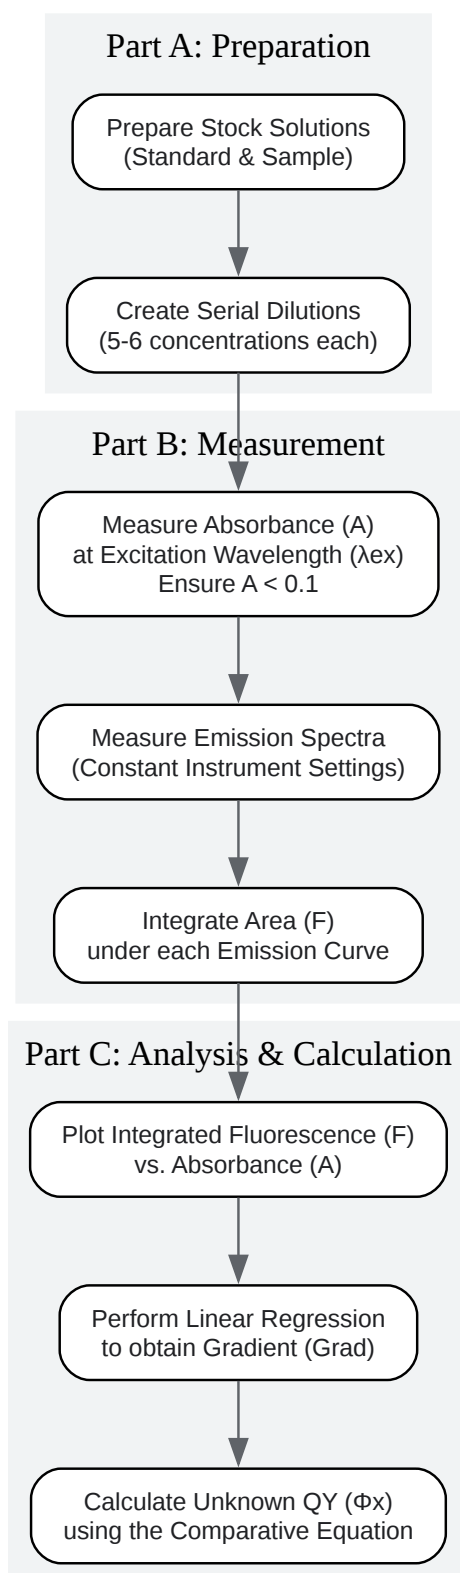 Part A: Preparation
Prepare Stock Solutions
(Standard & Sample)
Create Serial Dilutions
(5-6 concentrations each)
Part B: Measurement
Measure Absorbance (A)
at Excitation Wavelength (λex)
Ensure A < 0.1
Measure Emission Spectra
(Constant Instrument Settings)
Integrate Area (F)
under each Emission Curve
Part C: Analysis & Calculation
Plot Integrated Fluorescence (F)
vs. Absorbance (A)
Perform Linear Regression
to obtain Gradient (Grad)
Calculate Unknown QY (Φx)
using the Comparative Equation